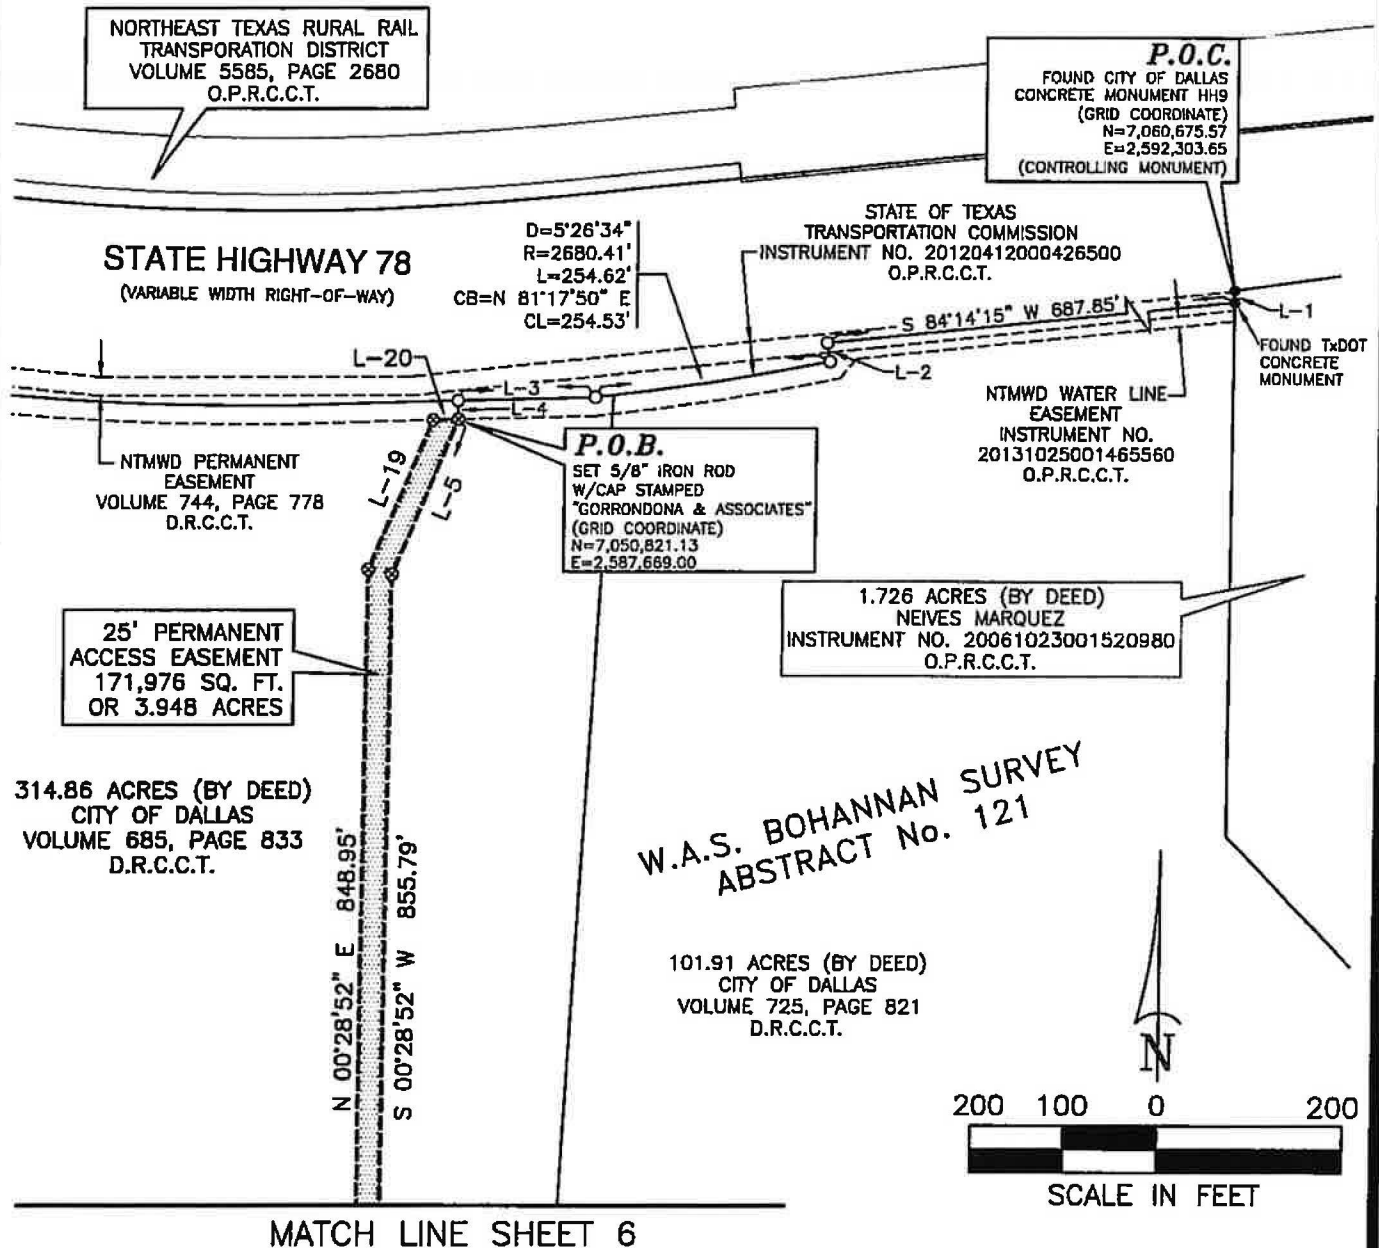 NORTHEAST TEXAS RURAL RAIL
TRANSPORATION DISTRICT
VOLUME 5585, PAGE 2680
O.P.R.C.C.T.
P.O.C.
FOUND CITY OF DALLAS
CONCRETE MONUMENT HH9
(GRID COORDINATE)
N=7,060,675.57
E=2,592,303.65
(CONTROLLING MONUMENT)
STATE HIGHWAY 78
(VARIABLE WIDTH RIGHT-OF-WAY)
D=5°26'34"
R=2680.41'
L=254.62'
CB=N 81°17'50" E
CL=254.53'
STATE OF TEXAS
TRANSPORTATION COMMISSION
INSTRUMENT NO. 20120412000426500
O.P.R.C.C.T.
S 84°14'15" W 687.85'
L-1
FOUND TxDOT
CONCRETE
MONUMENT
L-20
L-3
L-4
L-2
NTMWD WATER LINE
EASEMENT
INSTRUMENT NO.
20131025001465560
O.P.R.C.C.T.
NTMWD PERMANENT
EASEMENT
VOLUME 744, PAGE 778
D.R.C.C.T.
L-19
L-5
P.O.B.
SET 5/8" IRON ROD
W/CAP STAMPED
"GORRONDONA & ASSOCIATES"
(GRID COORDINATE)
N=7,050,821.13
E=2,587,669.00
1.726 ACRES (BY DEED)
NEIVES MARQUEZ
INSTRUMENT NO. 20061023001520980
O.P.R.C.C.T.
25' PERMANENT
ACCESS EASEMENT
171,976 SQ. FT.
OR 3.948 ACRES
314.86 ACRES (BY DEED)
CITY OF DALLAS
VOLUME 685, PAGE 833
D.R.C.C.T.
N 00°28'52" E 848.95'
S 00°28'52" W 855.79'
W.A.S. BOHANNAN SURVEY
ABSTRACT No. 121
101.91 ACRES (BY DEED)
CITY OF DALLAS
VOLUME 725, PAGE 821
D.R.C.C.T.
N
200 100 0 200
SCALE IN FEET
MATCH LINE SHEET 6